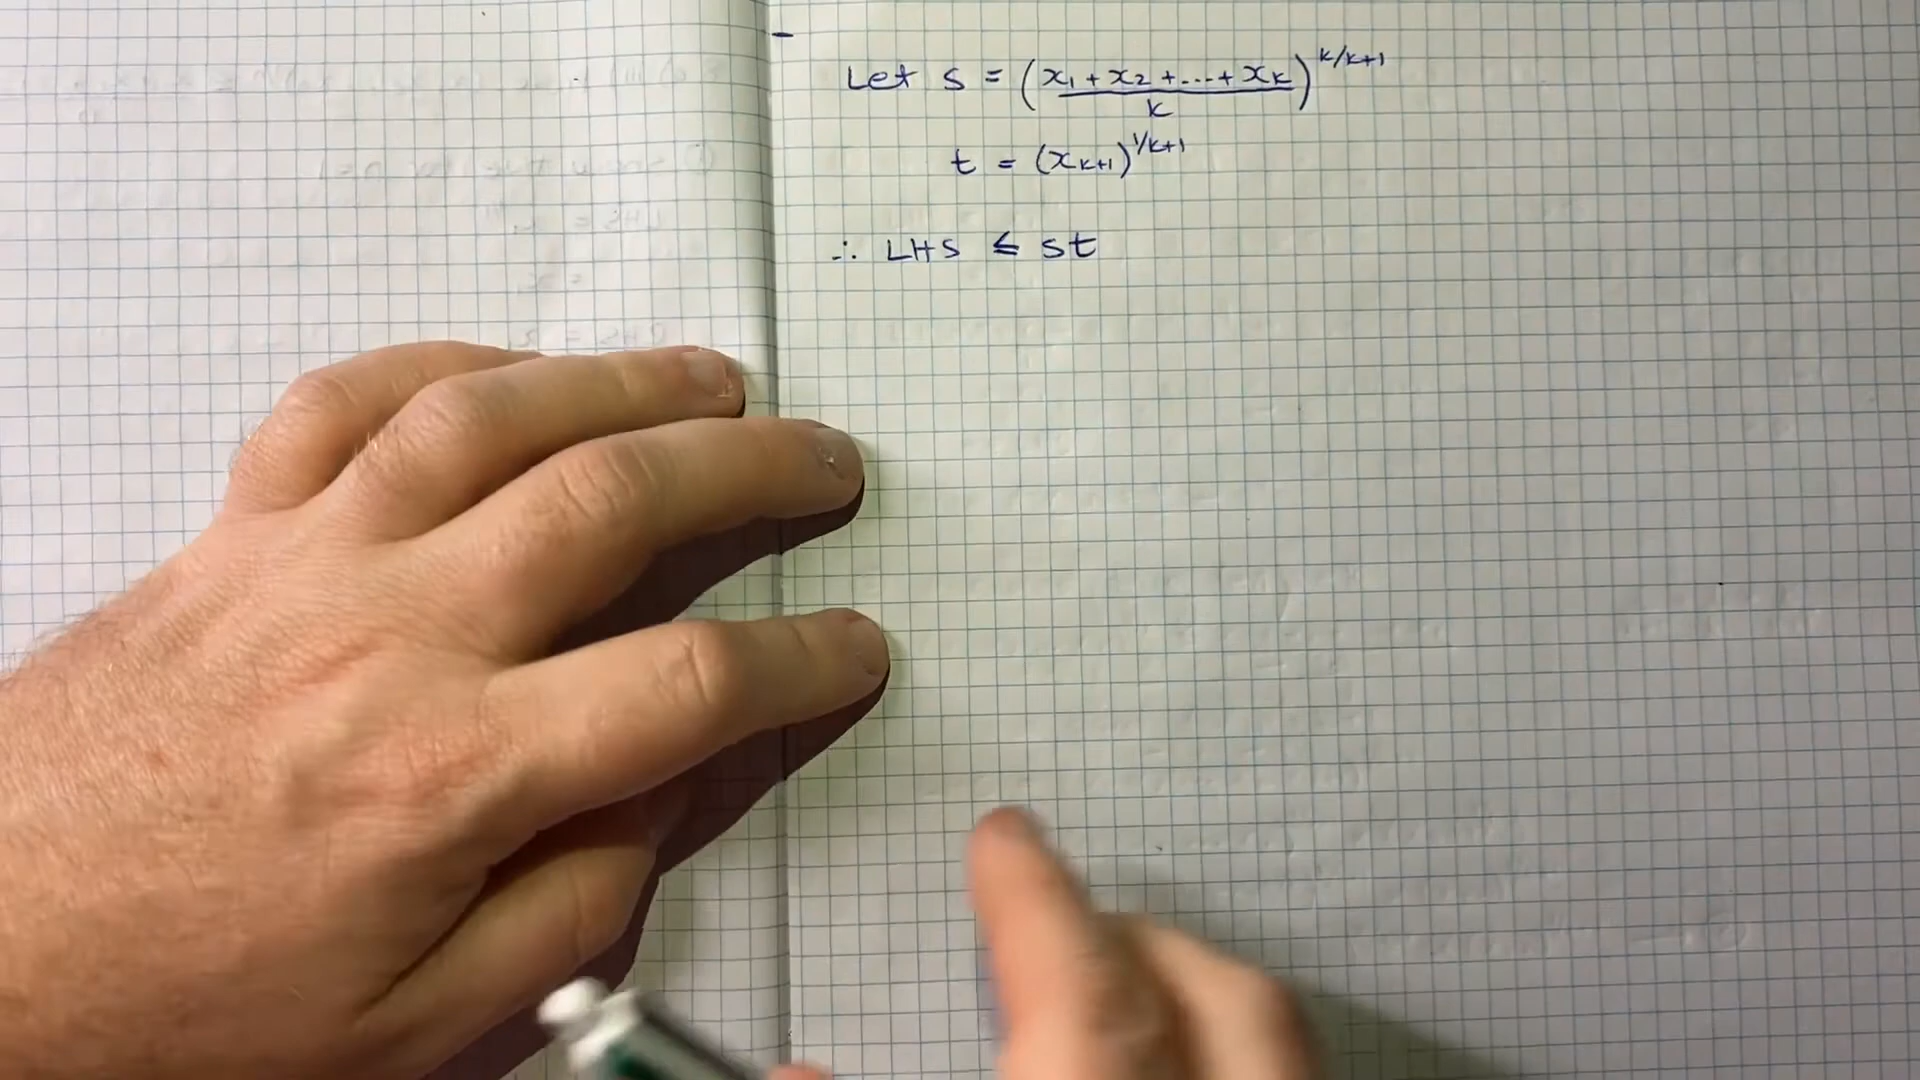 Let s = (x₁ + x₂ + ... + xₖ / k)^k/k+1
t = (xₖ₊₁)^1/k+1
∴ LHS ≤ st